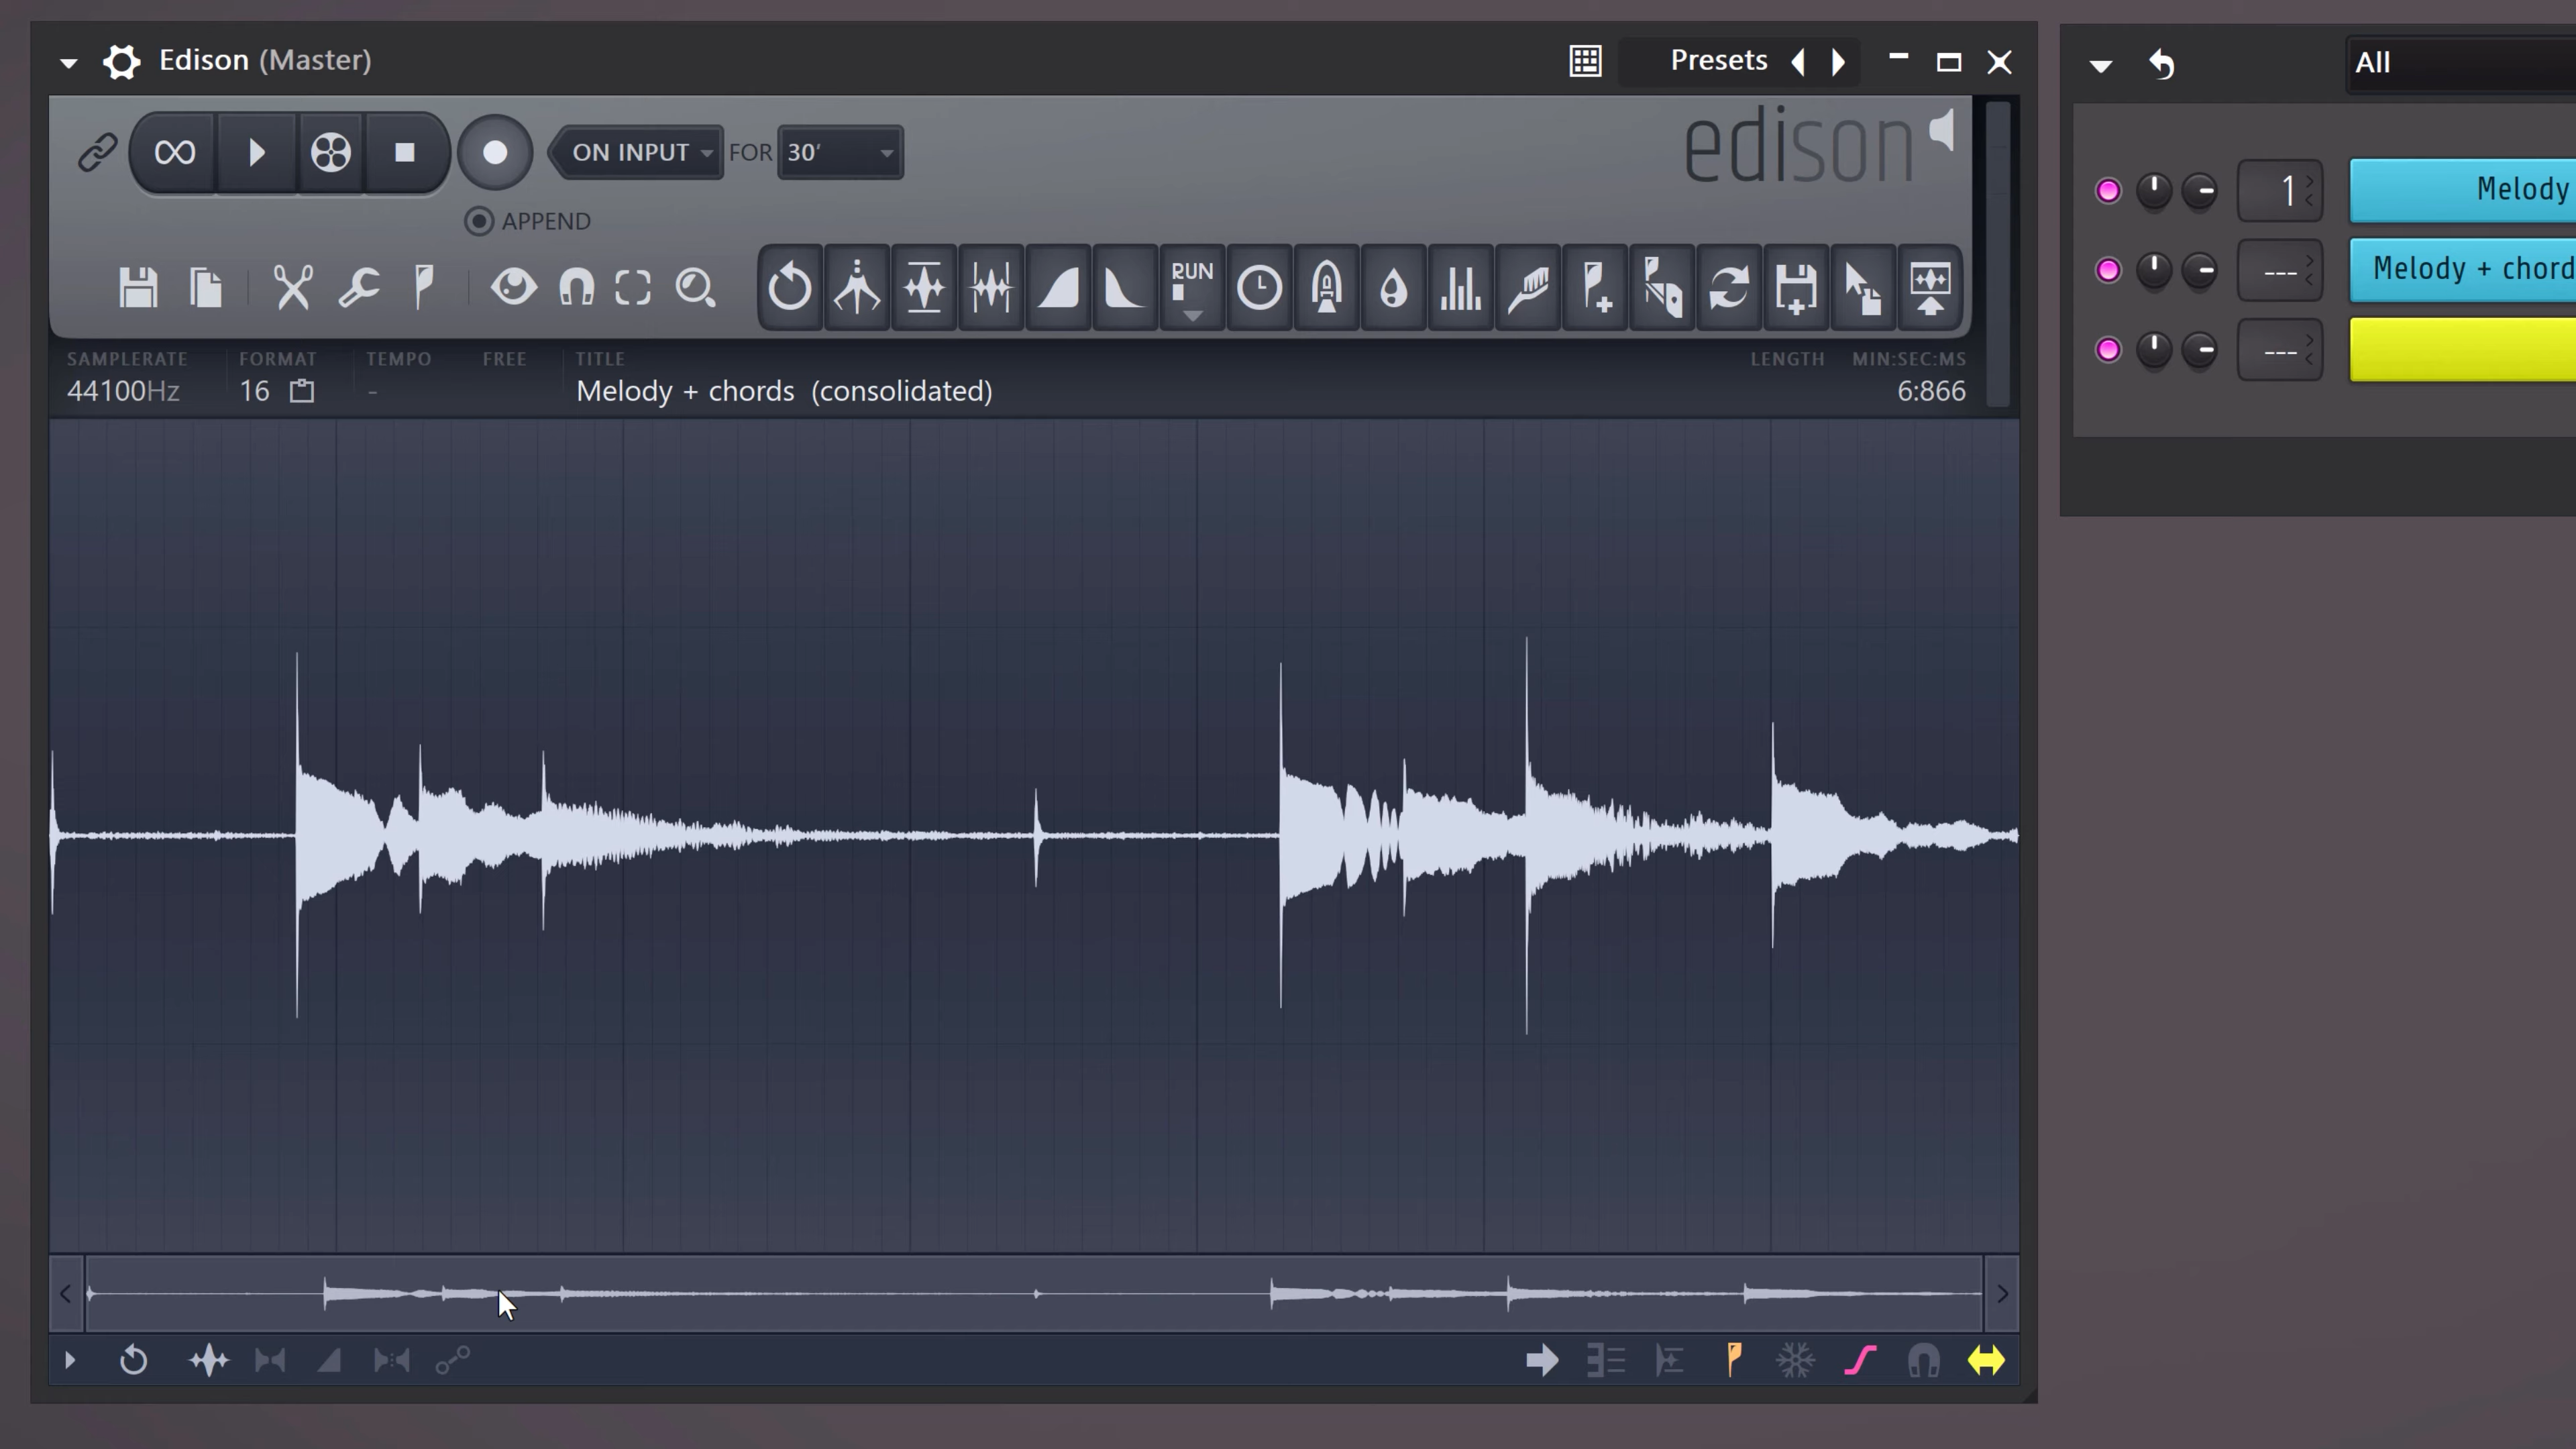 Edison (Master)
Presets
All
ON INPUT FOR 30'
edison
APPEND
1 Melody
--- Melody + chord
---
RUN
SAMPLERATE FORMAT TEMPO FREE TITLE LENGTH MIN:SEC:MS
44100Hz 16 - Melody + chords (consolidated) 6:866